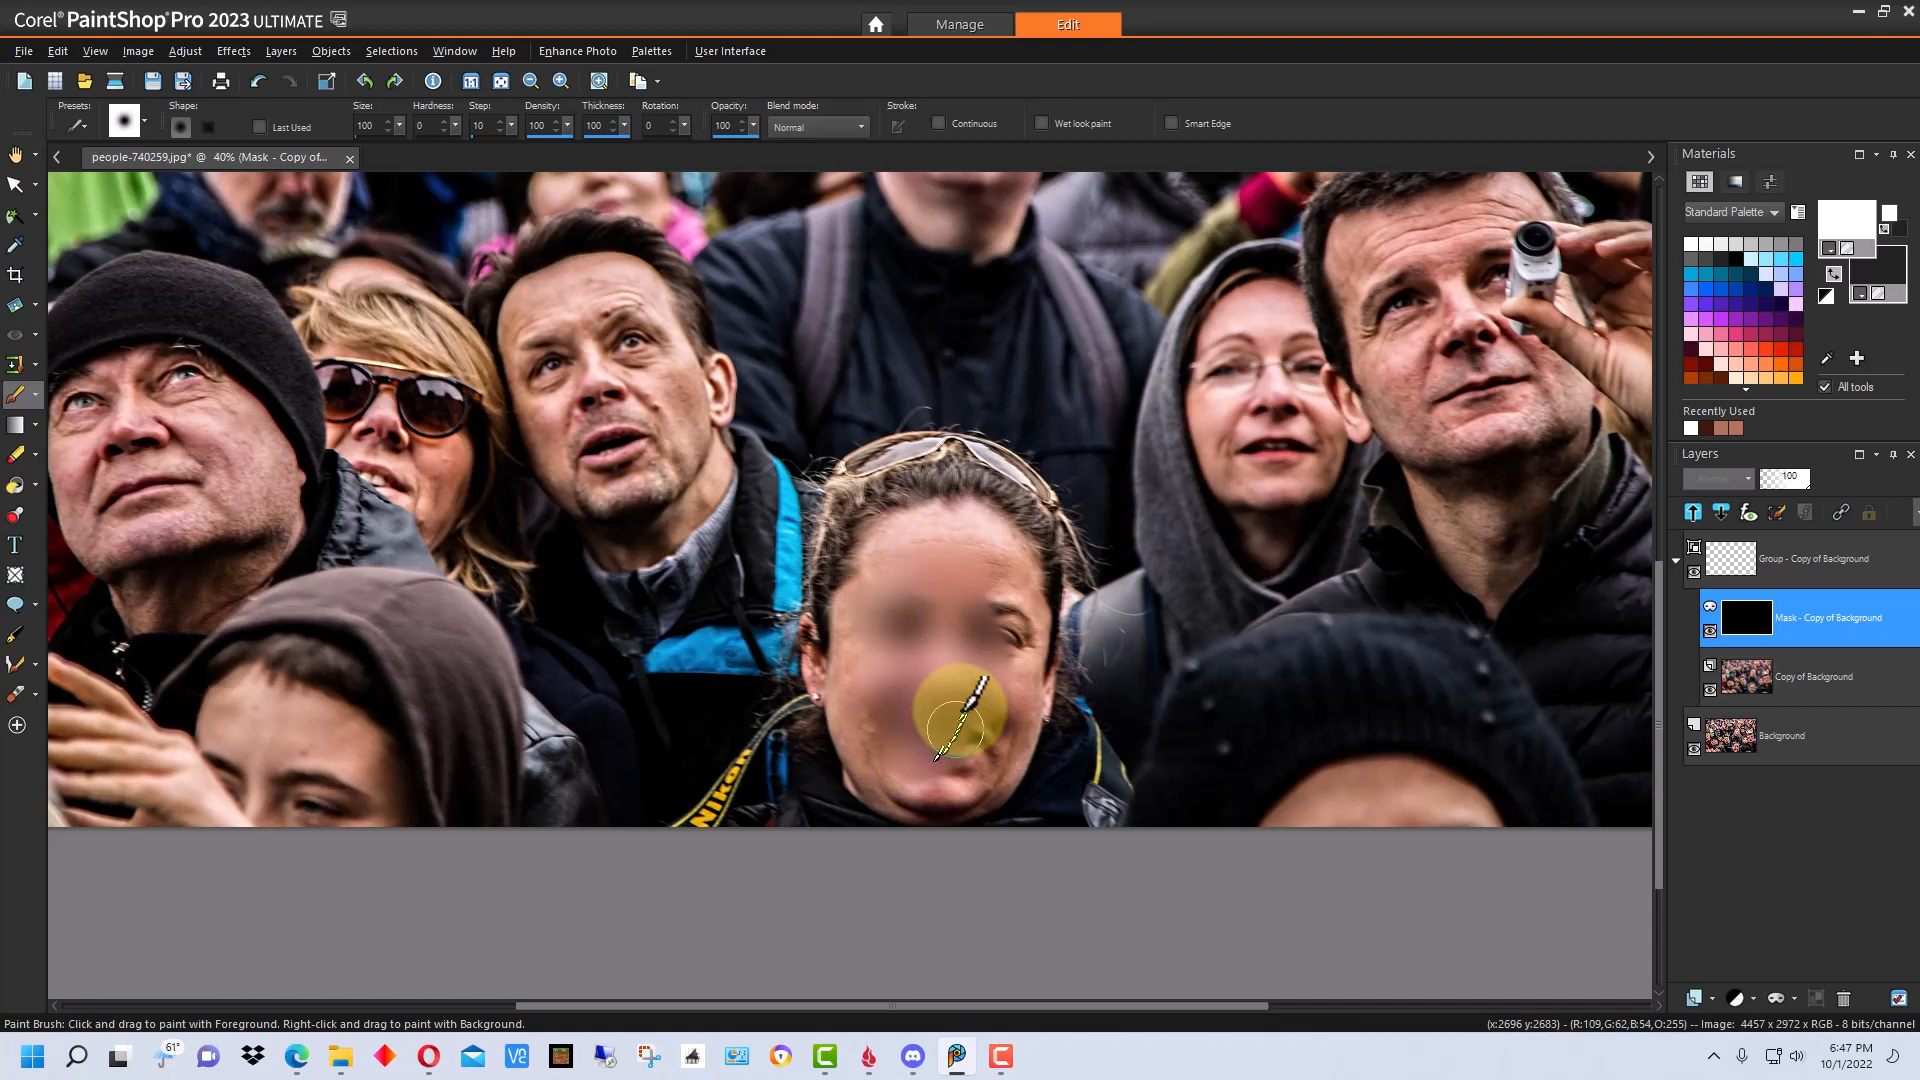 Corel PaintShop Pro 2023 ULTIMATE
Manage
Edit
File Edit View Image Adjust Effects Layers Objects Selections Window Help Enhance Photo Palettes User Interface
1:1
Presets: Shape: Size: Hardness: Step: Density: Thickness: Rotation: Opacity: Blend mode: Stroke:
Last Used 100 0 10 100 100 0 100 Normal Continuous Wet look paint Smart Edge
people-740259.jpg* @ 40% (Mask - Copy of...
Nikon
Materials
Standard Palette
All tools
Recently Used
Layers
Normal 100
Group - Copy of Background
Mask - Copy of Background
Copy of Background
Background
Paint Brush: Click and drag to paint with Foreground. Right-click and drag to paint with Background.
(x:2696 y:2683) - (R:109,G:62,B:54,O:255) -- Image: 4457 x 2972 x RGB - 8 bits/channel
61°
6:47 PM
10/1/2022